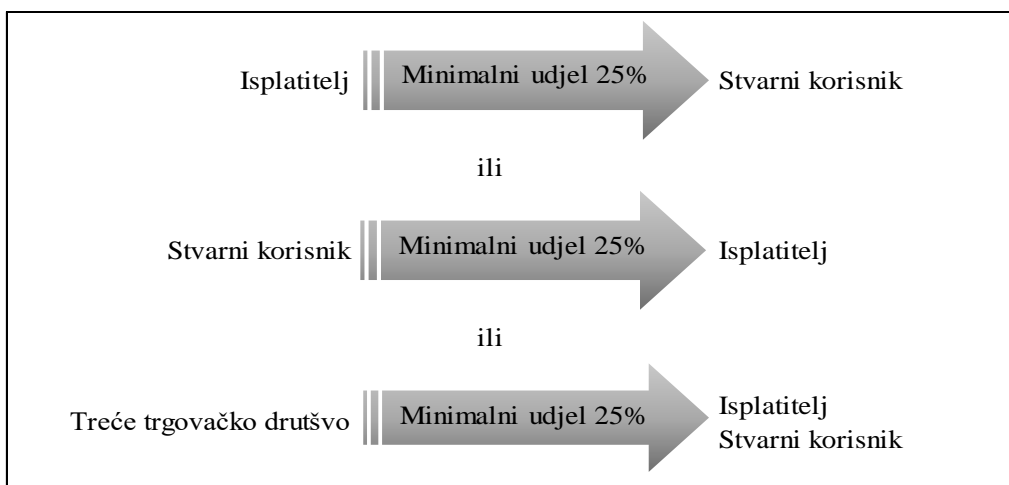 Isplatitelj Minimalni udjel 25% Stvarni korisnik
ili
Stvarni korisnik Minimalni udjel 25% Isplatitelj
ili
Treće trgovačko drutšvo Minimalni udjel 25% Isplatitelj
Stvarni korisnik